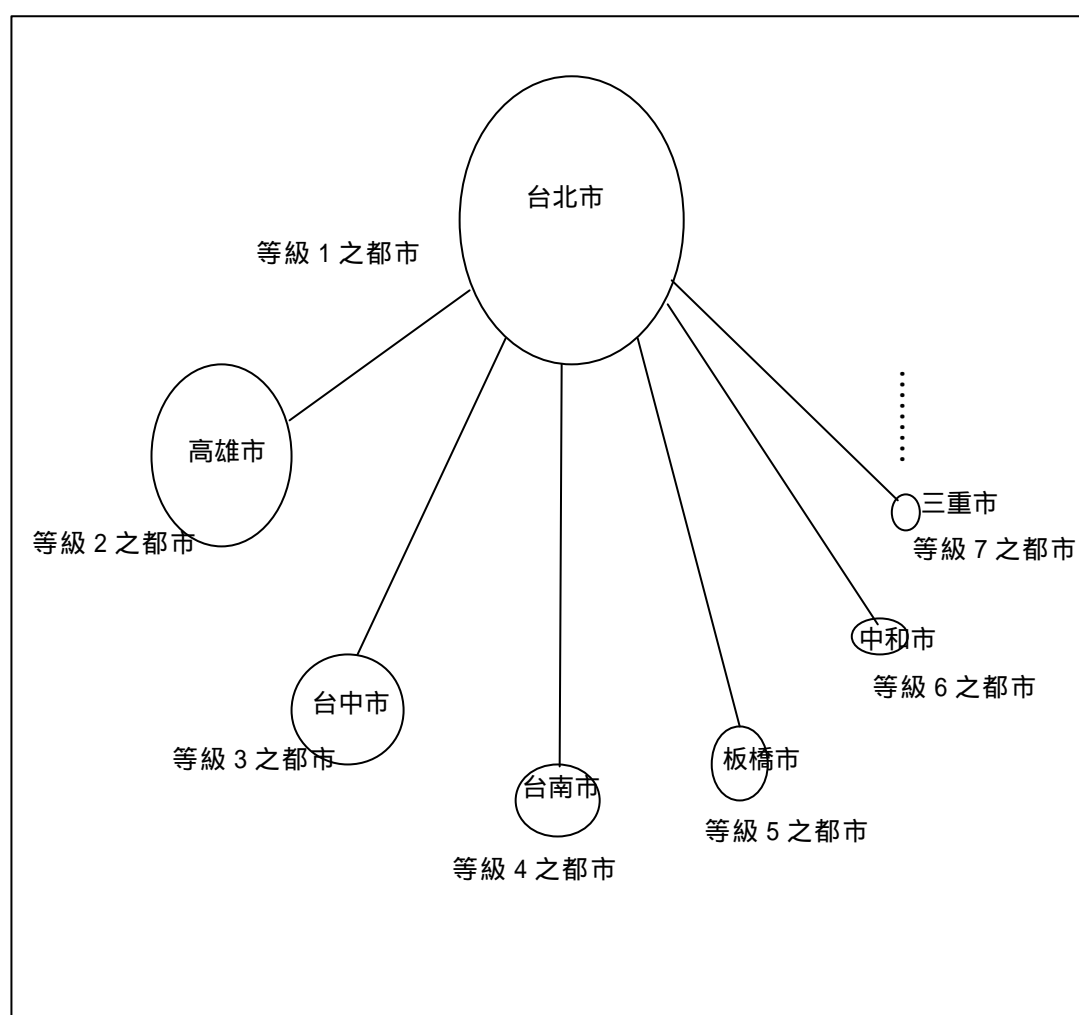 台北市
等級 1 之都市
高雄市
等級 2 之都市
三重市
等級 7 之都市
中和市
等級 6 之都市
台中市
等級 3 之都市
板橋市
台南市
等級 5 之都市
等級 4 之都市